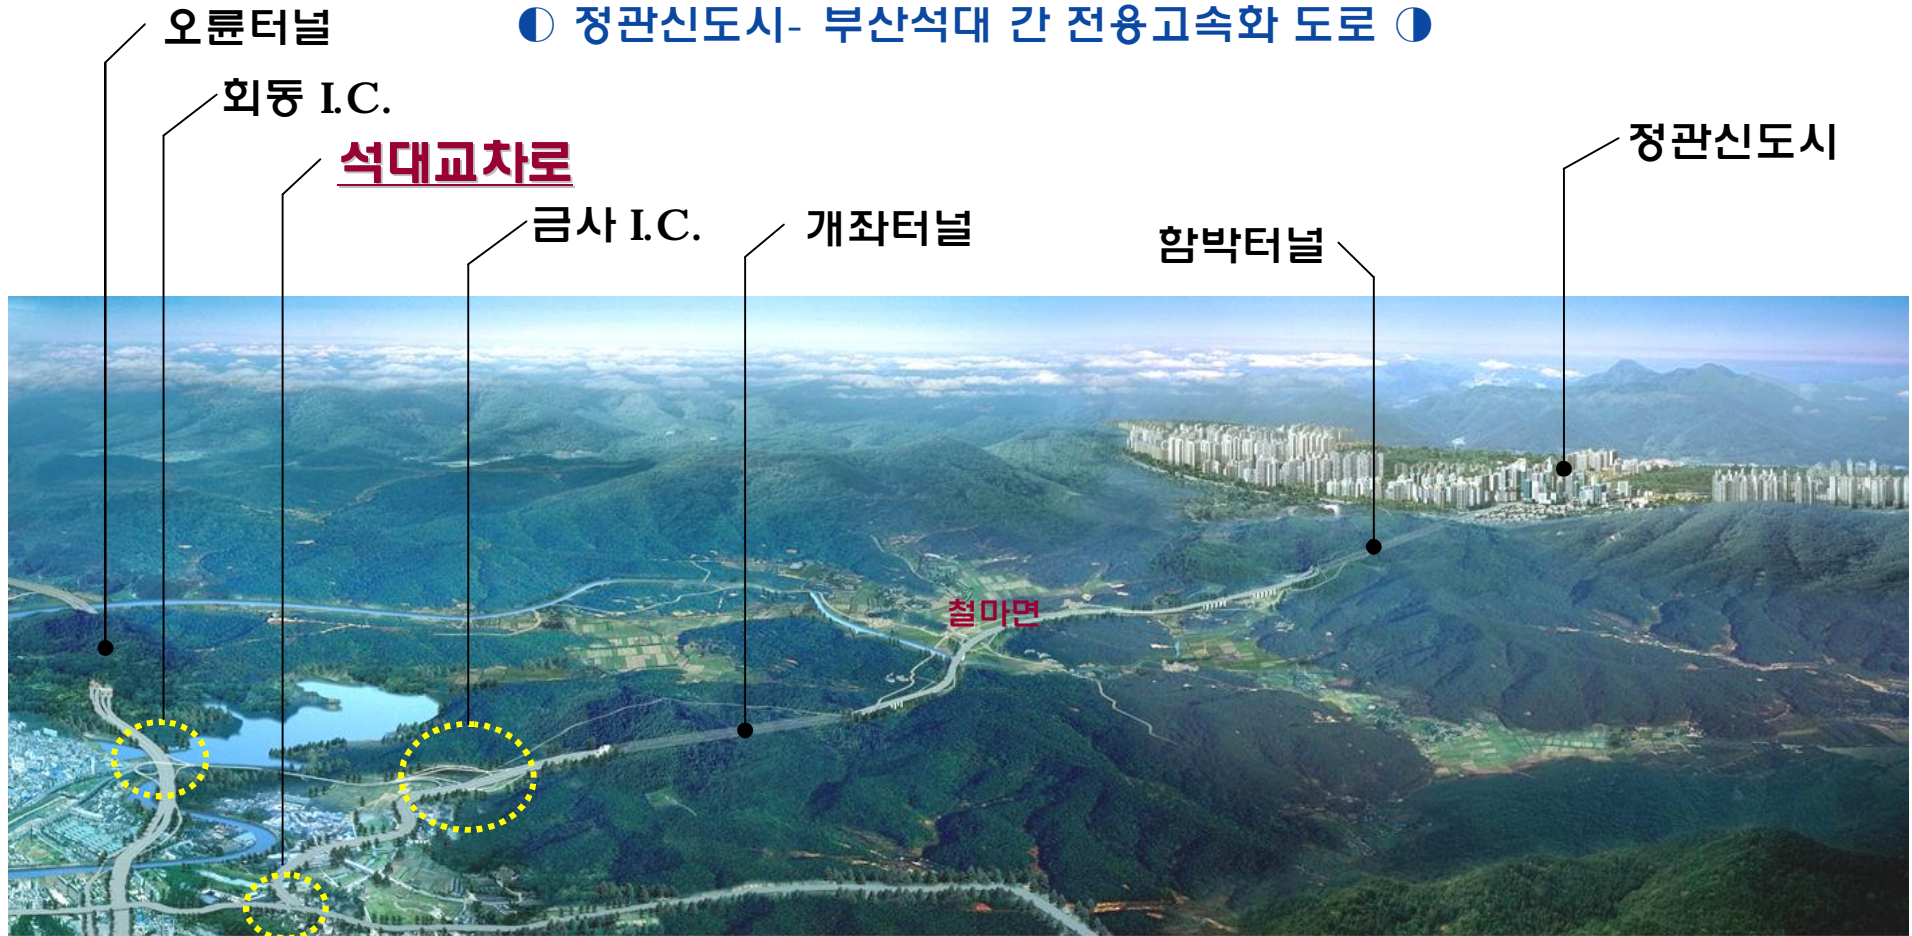 ◐ 정관신도시- 부산석대 간 전용고속화 도로 ◑
오륜터널
회동 I.C.
석대교차로
금사 I.C.
개좌터널
함박터널
정관신도시
철마면